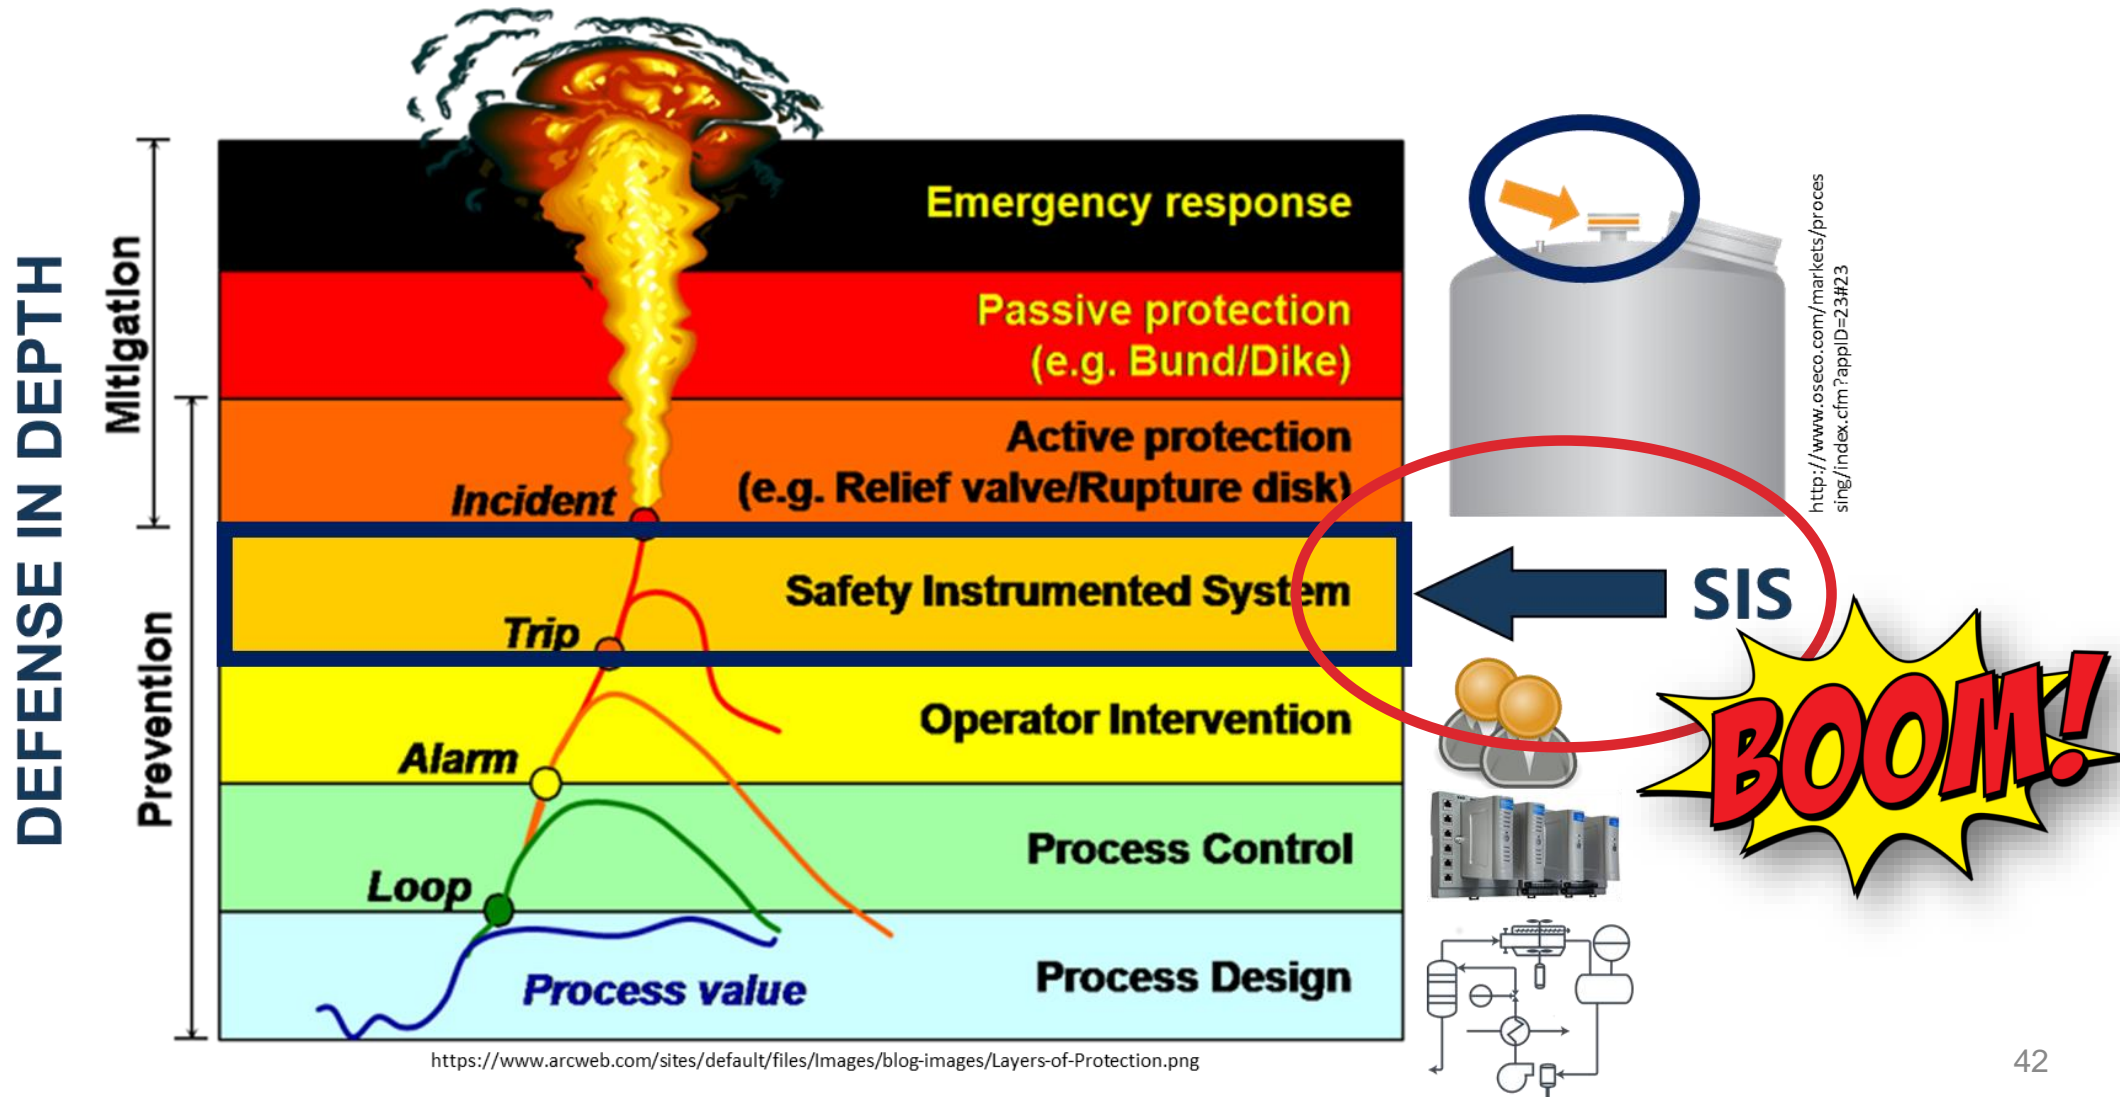 DEFENSE IN DEPTH
Mitigation
Prevention
Emergency response
Passive protection
(e.g. Bund/Dike)
Active protection
(e.g. Relief valve/Rupture disk)
Incident
Safety Instrumented System
Trip
Operator Intervention
Alarm
Process Control
Loop
Process Design
Process value
http://www.oseco.com/markets/proces
sing/index.cfm?appID=23#23
SIS
BOOM!
https://www.arcweb.com/sites/default/files/Images/blog-images/Layers-of-Protection.png
42